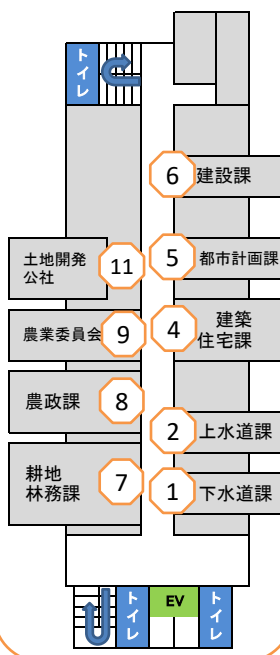 トイレ
6 建設課
土地開発
公社
11
5 都市計画課
農業委員会 9
4 建築
住宅課
農政課 8
2 上水道課
耕地
林務課
7
1 下水道課
トイレ
EV
トイレ